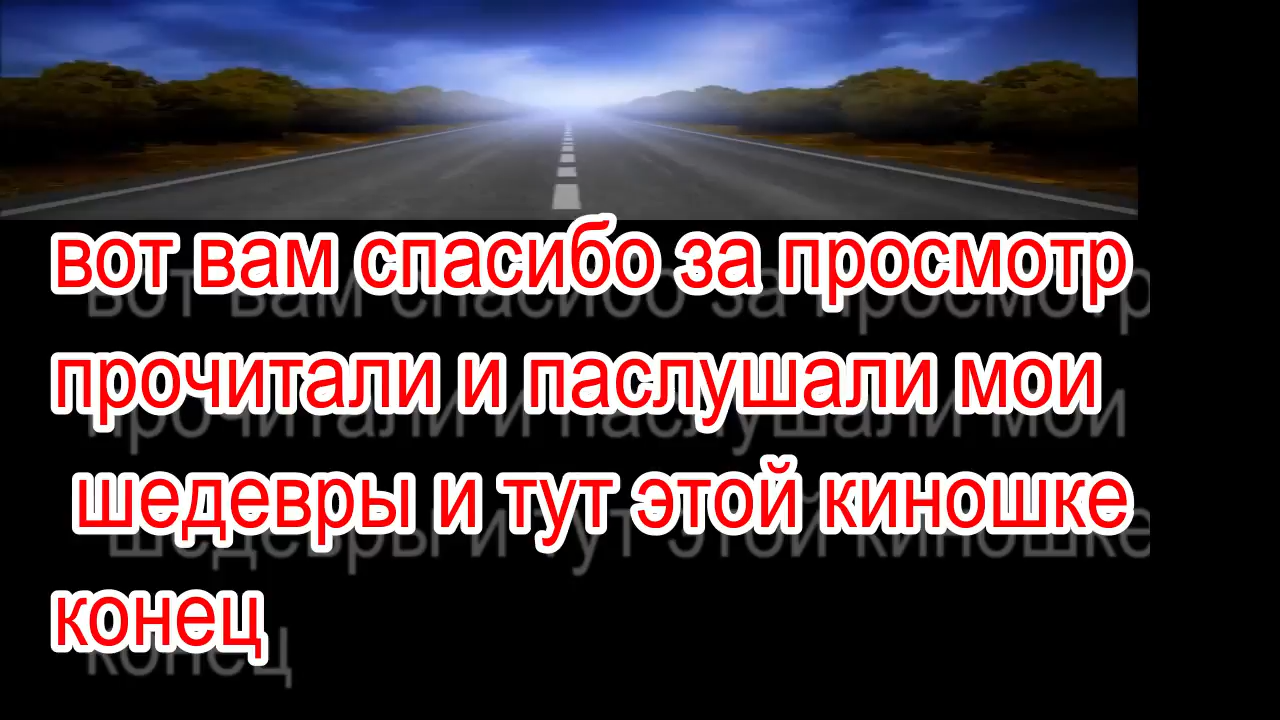 вот вам спасибо за просмотр
прочитали и паслушали мои
шедевры и тут этой киношке
конец